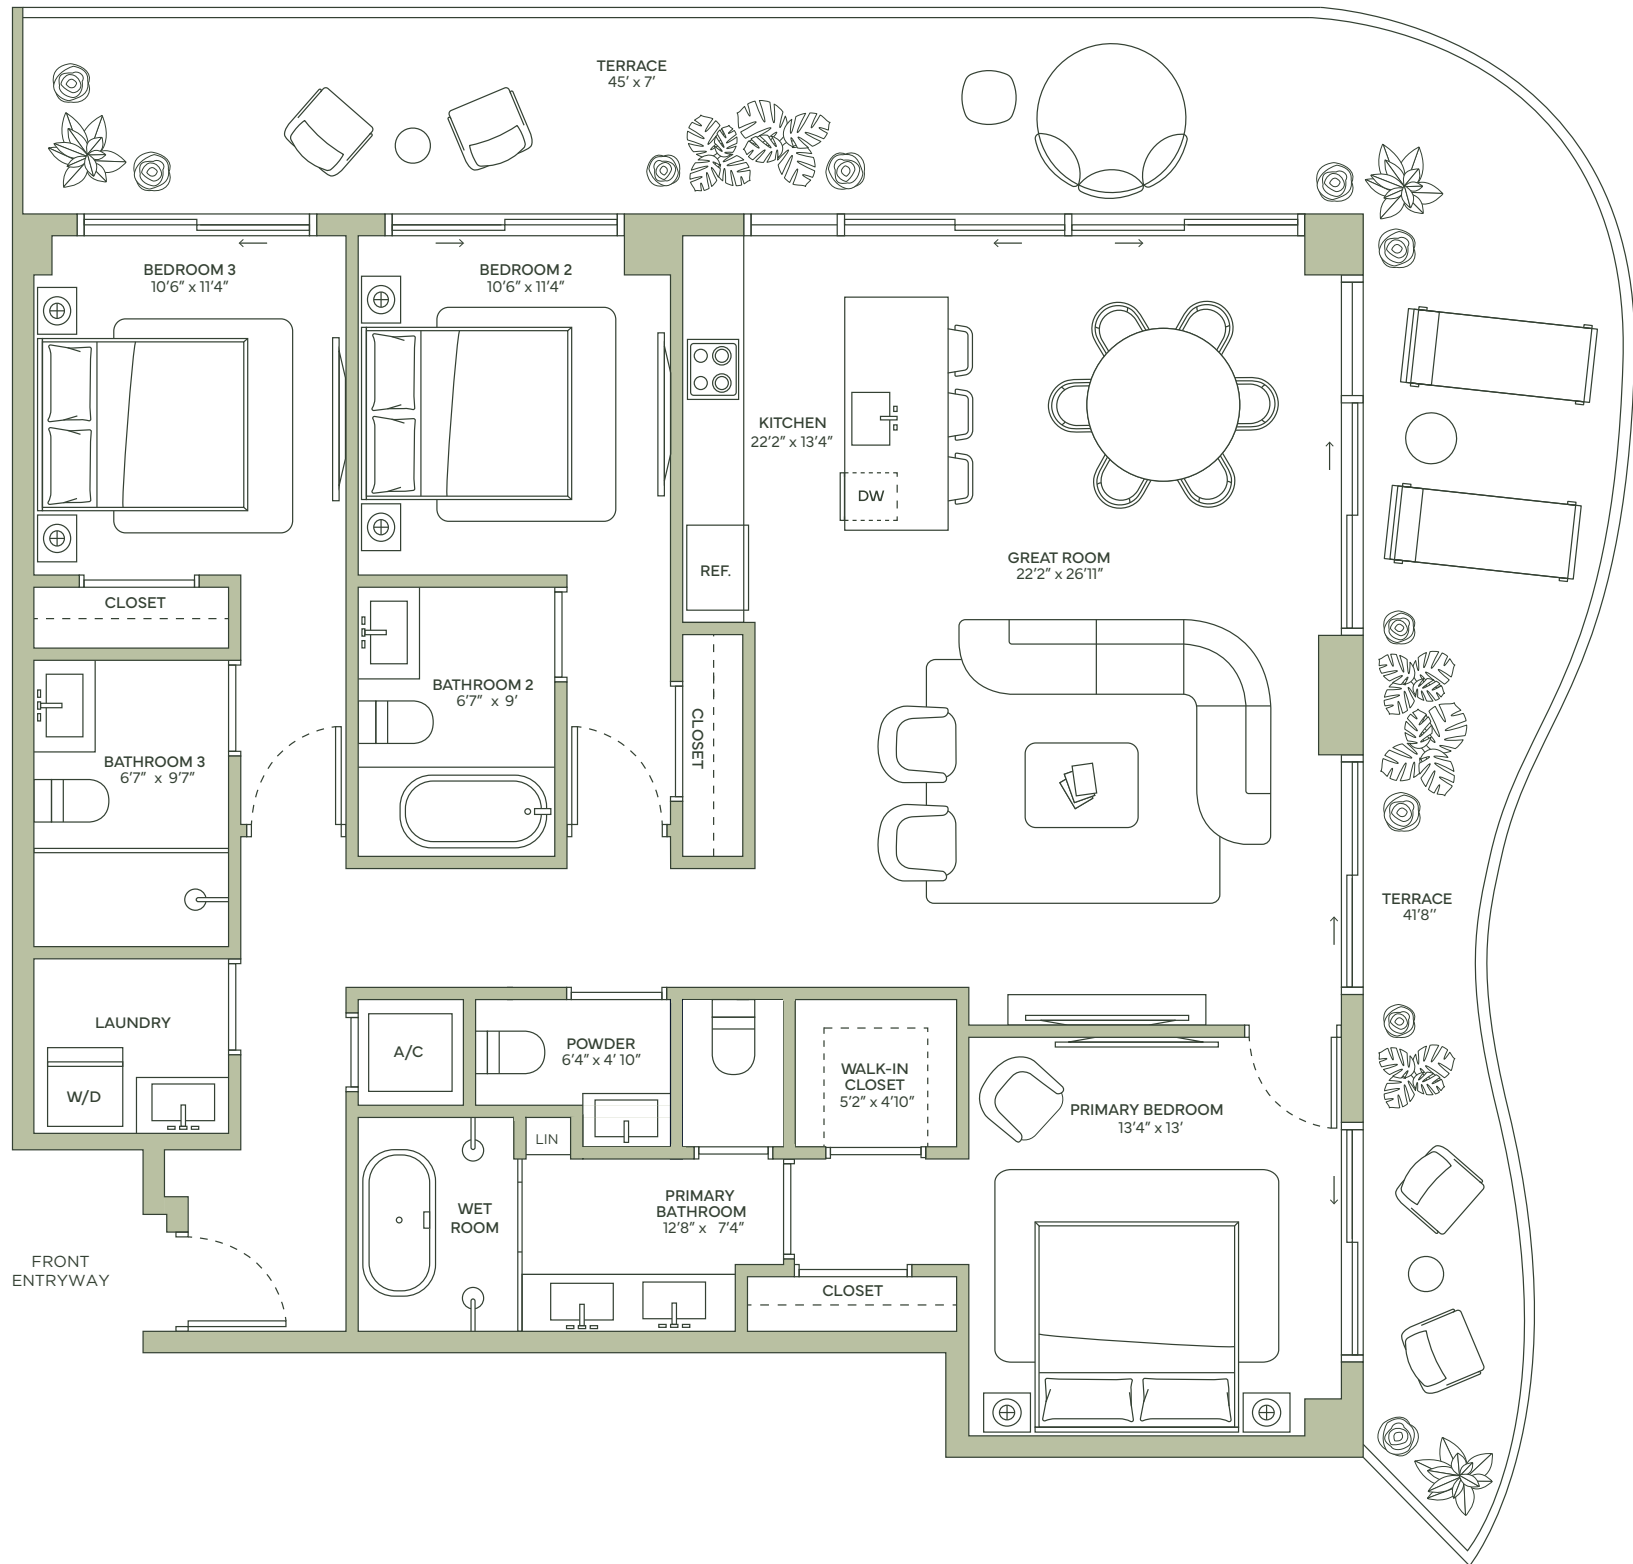 TERRACE
45’ x 7’
BEDROOM 3
10’6” x 11’4”
BEDROOM 2
10’6” x 11’4”
KITCHEN
22’2” x 13’4”
DW
REF.
GREAT ROOM
22’2” x 26’11”
CLOSET
BATHROOM 2
6’7” x 9’
CLOSET
BATHROOM 3
6’7” x 9’7”
TERRACE
41’8’’
LAUNDRY
W/D
A/C
POWDER
6’4” x 4’ 10”
WALK-IN
CLOSET
5’2” x 4’10”
PRIMARY BEDROOM
13’4” x 13’
LIN
WET
ROOM
PRIMARY
BATHROOM
12’8” x 7’4”
CLOSET
FRONT
ENTRYWAY